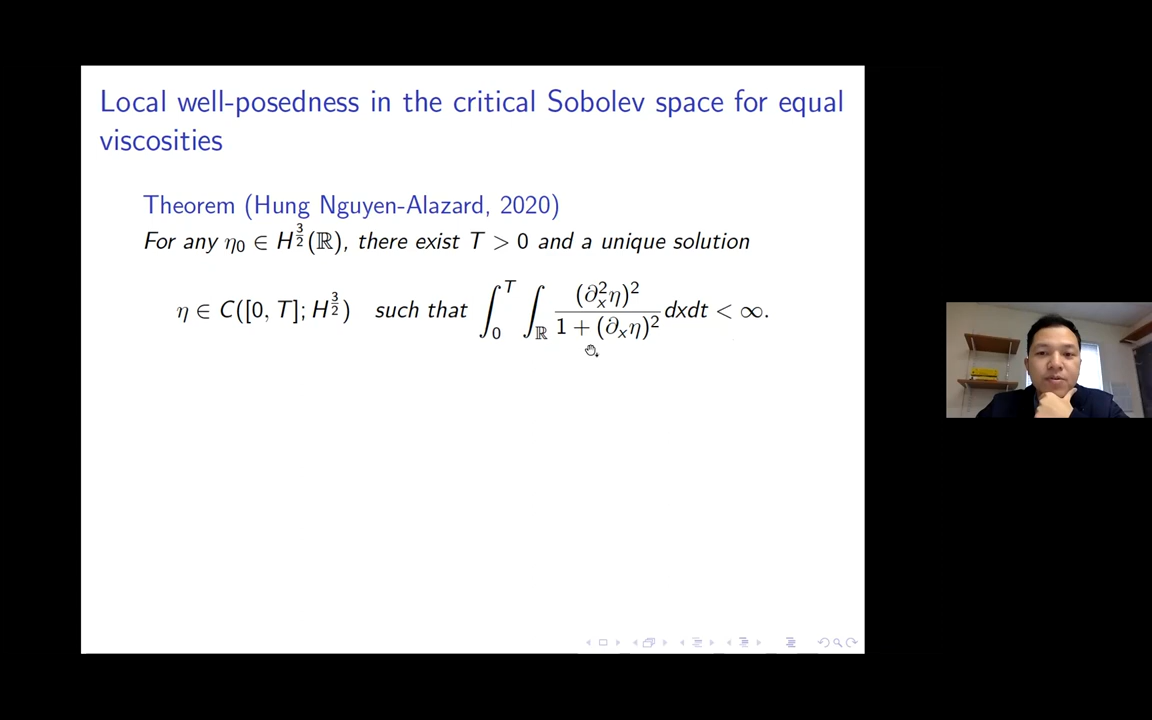 Local well-posedness in the critical Sobolev space for equal
viscosities
Theorem (Hung Nguyen-Alazard, 2020)
For any η₀ ∈ H^{3/2}(ℝ), there exist T > 0 and a unique solution
η ∈ C([0, T]; H^{3/2}) such that ∫₀^T ∫_ℝ (∂ₓ²η)² / (1 + (∂ₓη)²) dxdt < ∞.